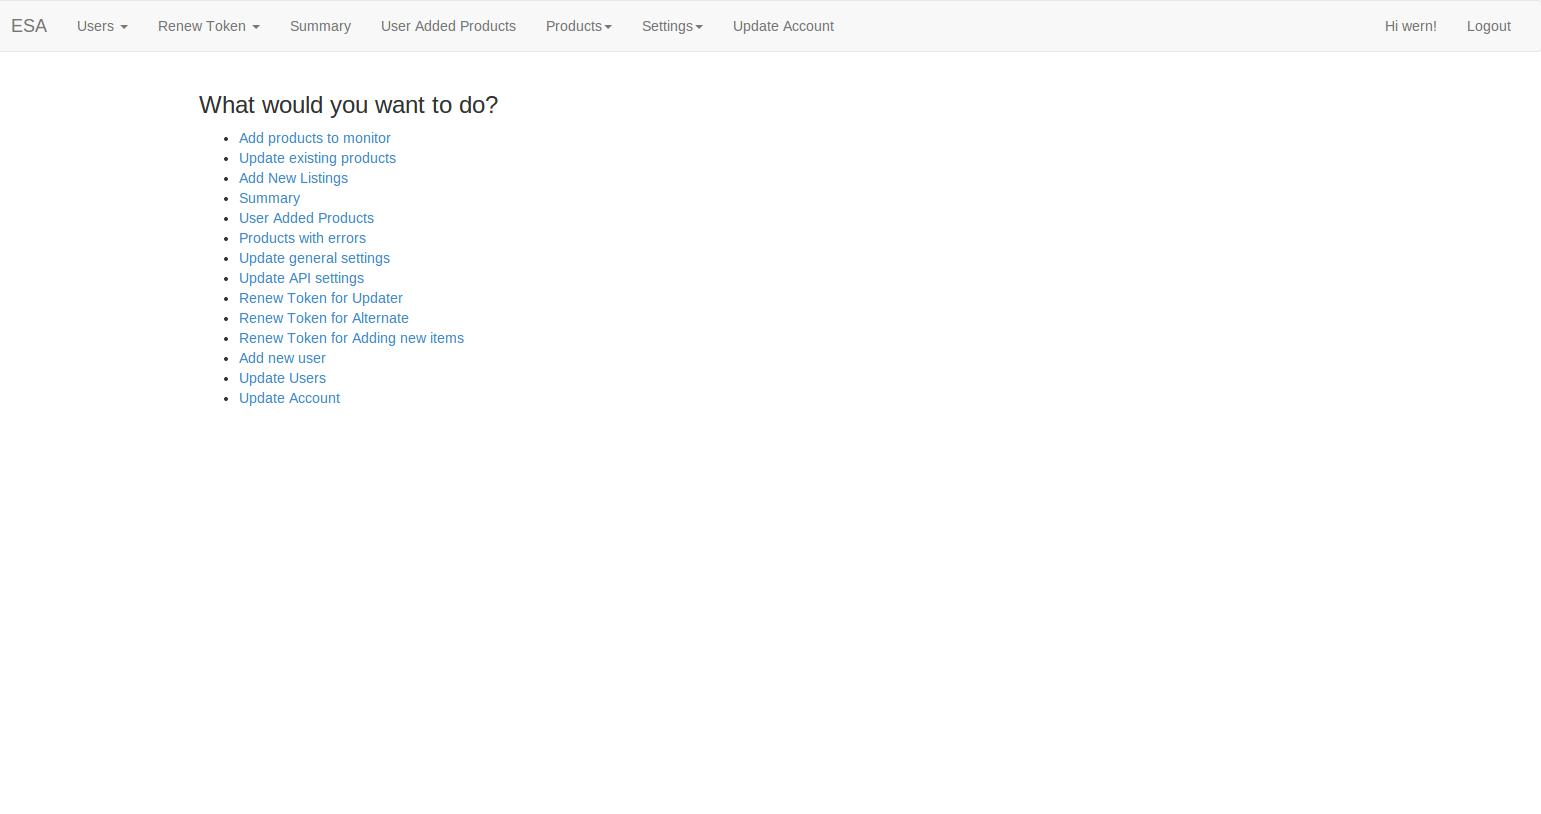 ESA Users Renew Token Summary User Added Products Products Settings Update Account Hi wern! Logout
What would you want to do?
Add products to monitor
Update existing products
Add New Listings
Summary
User Added Products
Products with errors
Update general settings
Update API settings
Renew Token for Updater
Renew Token for Alternate
Renew Token for Adding new items
Add new user
Update Users
Update Account